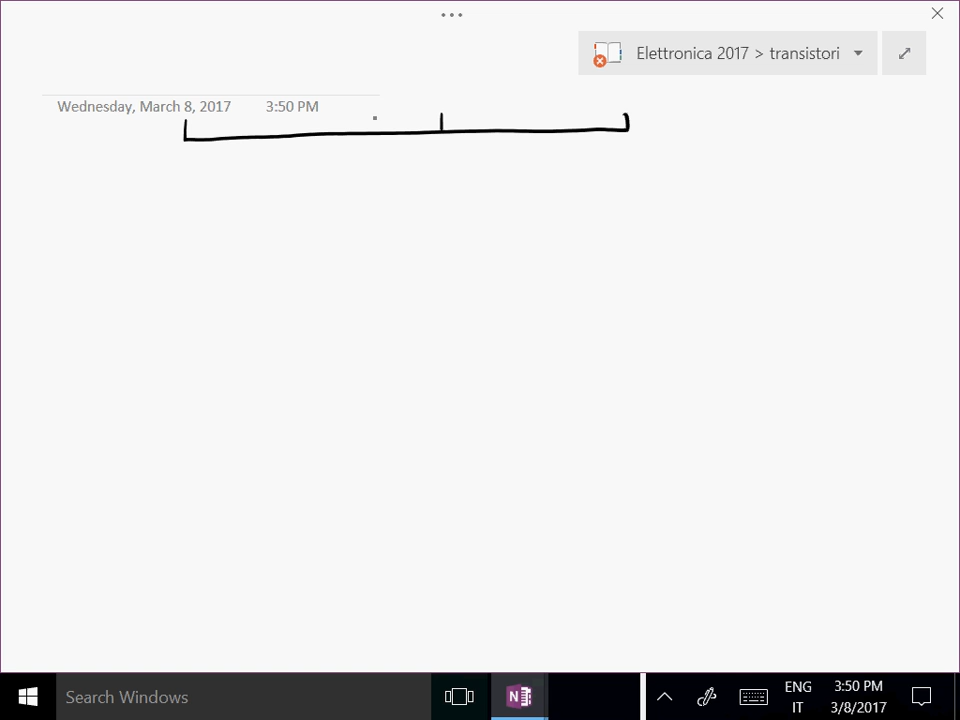 Elettronica 2017 > transistori
Wednesday, March 8, 2017 3:50 PM
Search Windows
N
ENG
IT
3:50 PM
3/8/2017